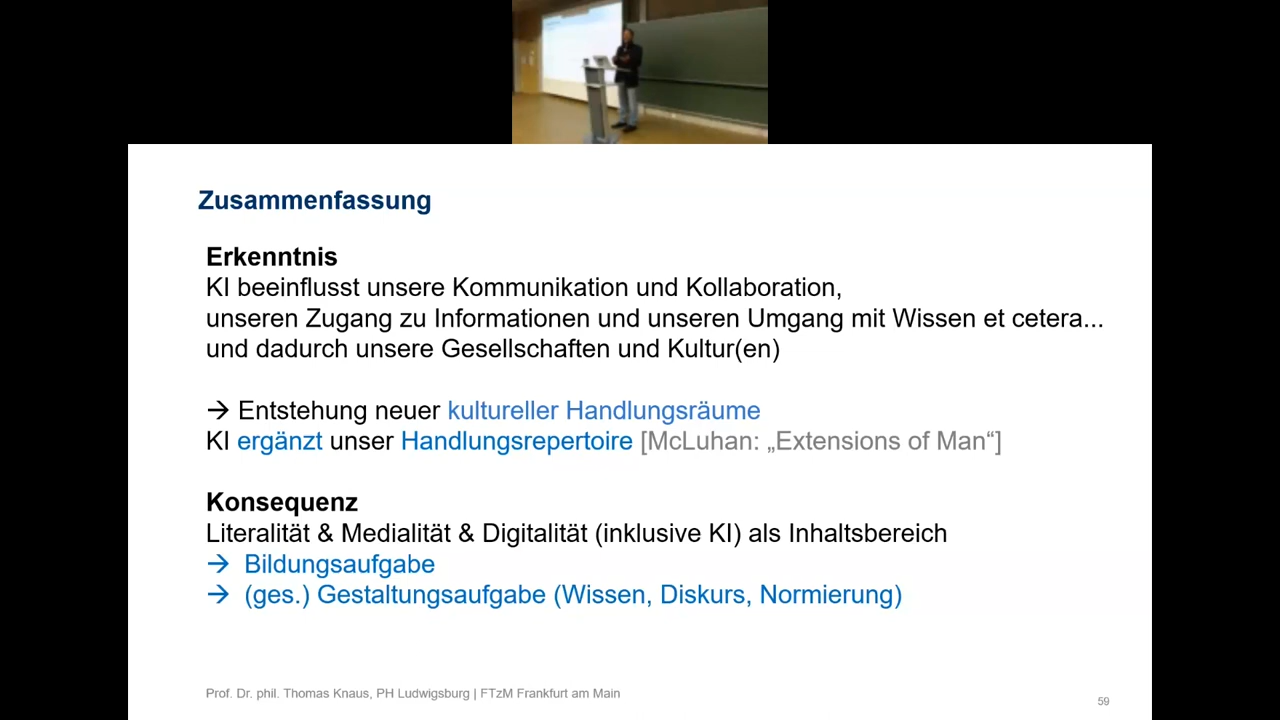 Zusammenfassung
Erkenntnis
KI beeinflusst unsere Kommunikation und Kollaboration,
unseren Zugang zu Informationen und unseren Umgang mit Wissen et cetera...
und dadurch unsere Gesellschaften und Kultur(en)
→ Entstehung neuer kultureller Handlungsräume
KI ergänzt unser Handlungsrepertoire [McLuhan: „Extensions of Man“]
Konsequenz
Literalität & Medialität & Digitalität (inklusive KI) als Inhaltsbereich
→ Bildungsaufgabe
→ (ges.) Gestaltungsaufgabe (Wissen, Diskurs, Normierung)
Prof. Dr. phil. Thomas Knaus, PH Ludwigsburg | FTzM Frankfurt am Main
59